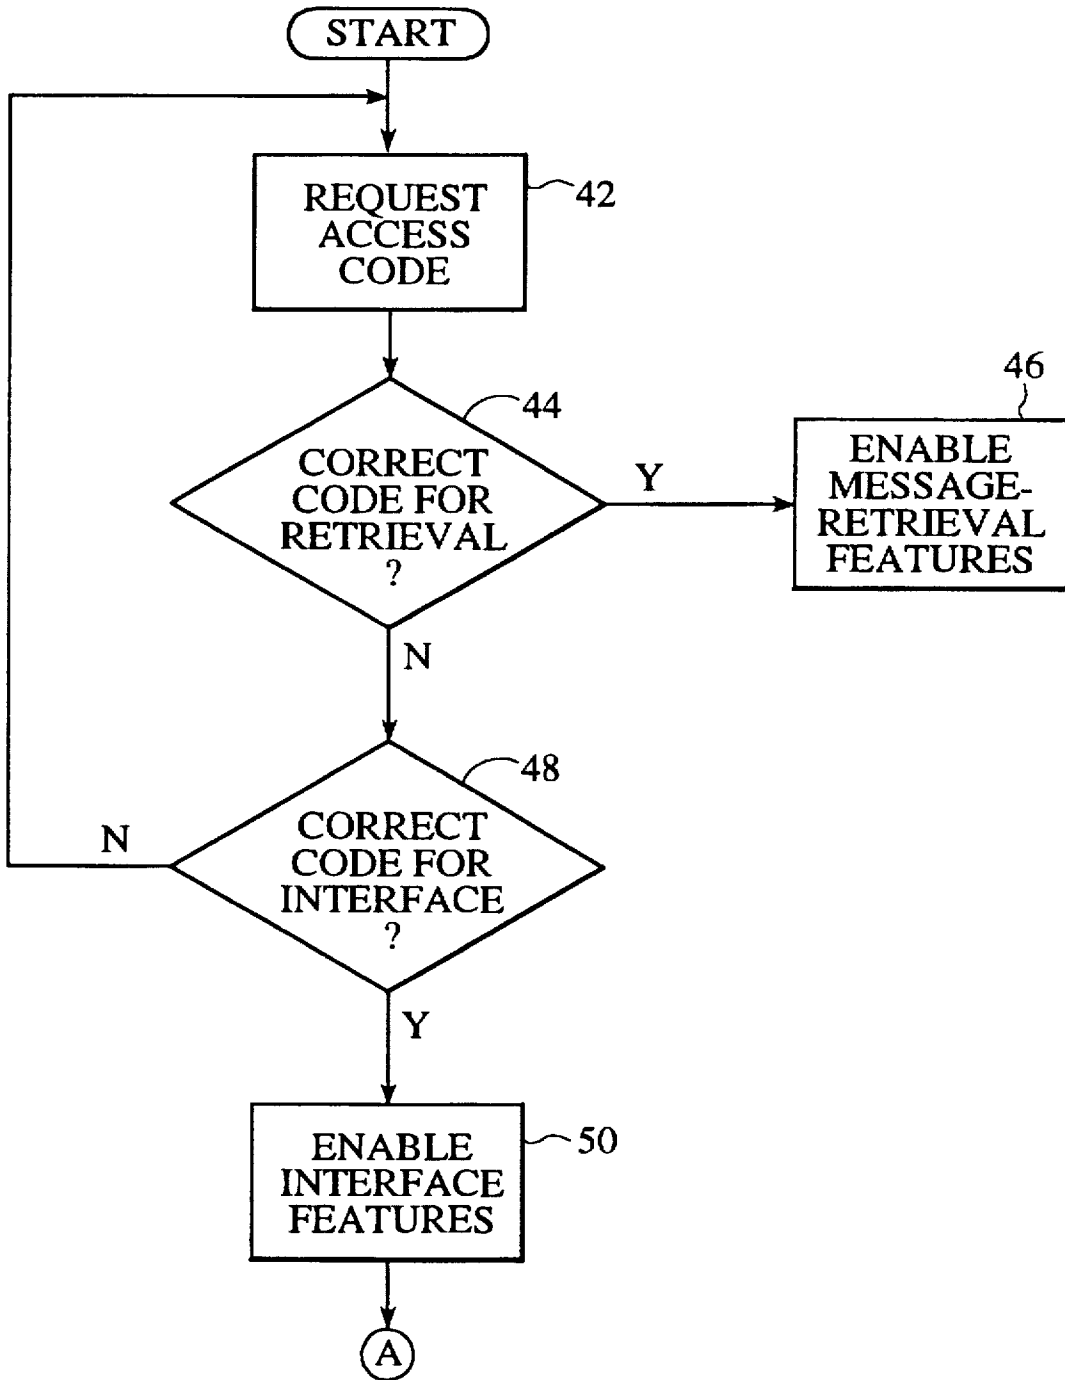 START
REQUEST
ACCESS
CODE
42
44
CORRECT
CODE FOR
RETRIEVAL
?
Y
46
ENABLE
MESSAGE-
RETRIEVAL
FEATURES
N
48
CORRECT
CODE FOR
INTERFACE
?
N
Y
ENABLE
INTERFACE
FEATURES
50
A